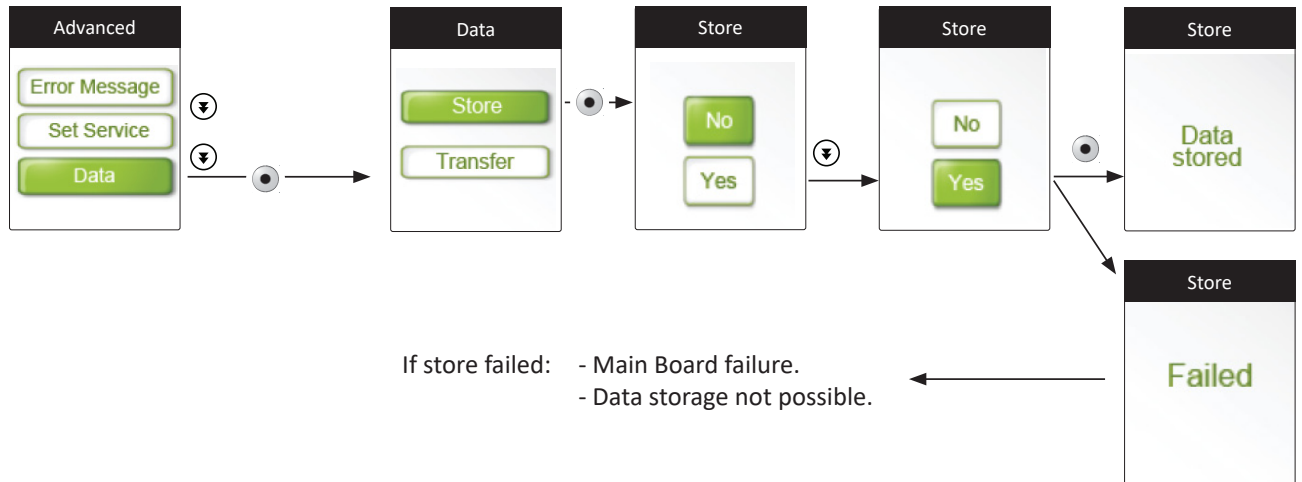 Advanced
Error Message
Set Service
Data
Data
Store
Transfer
Store
No
Yes
Store
No
Yes
Store
Data
stored
Store
Failed
If store failed: - Main Board failure.
- Data storage not possible.